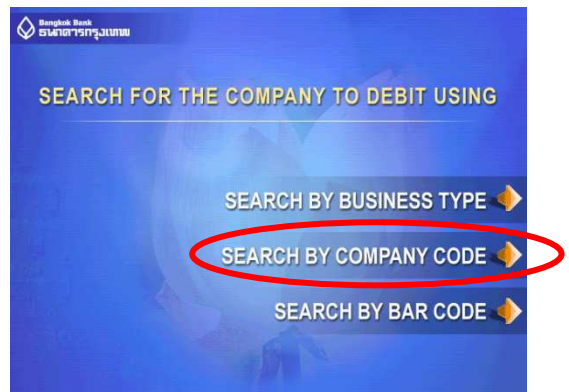 Bangkok Bank
ธนาคารกรุงเทพ
SEARCH FOR THE COMPANY TO DEBIT USING
SEARCH BY BUSINESS TYPE
SEARCH BY COMPANY CODE
SEARCH BY BAR CODE